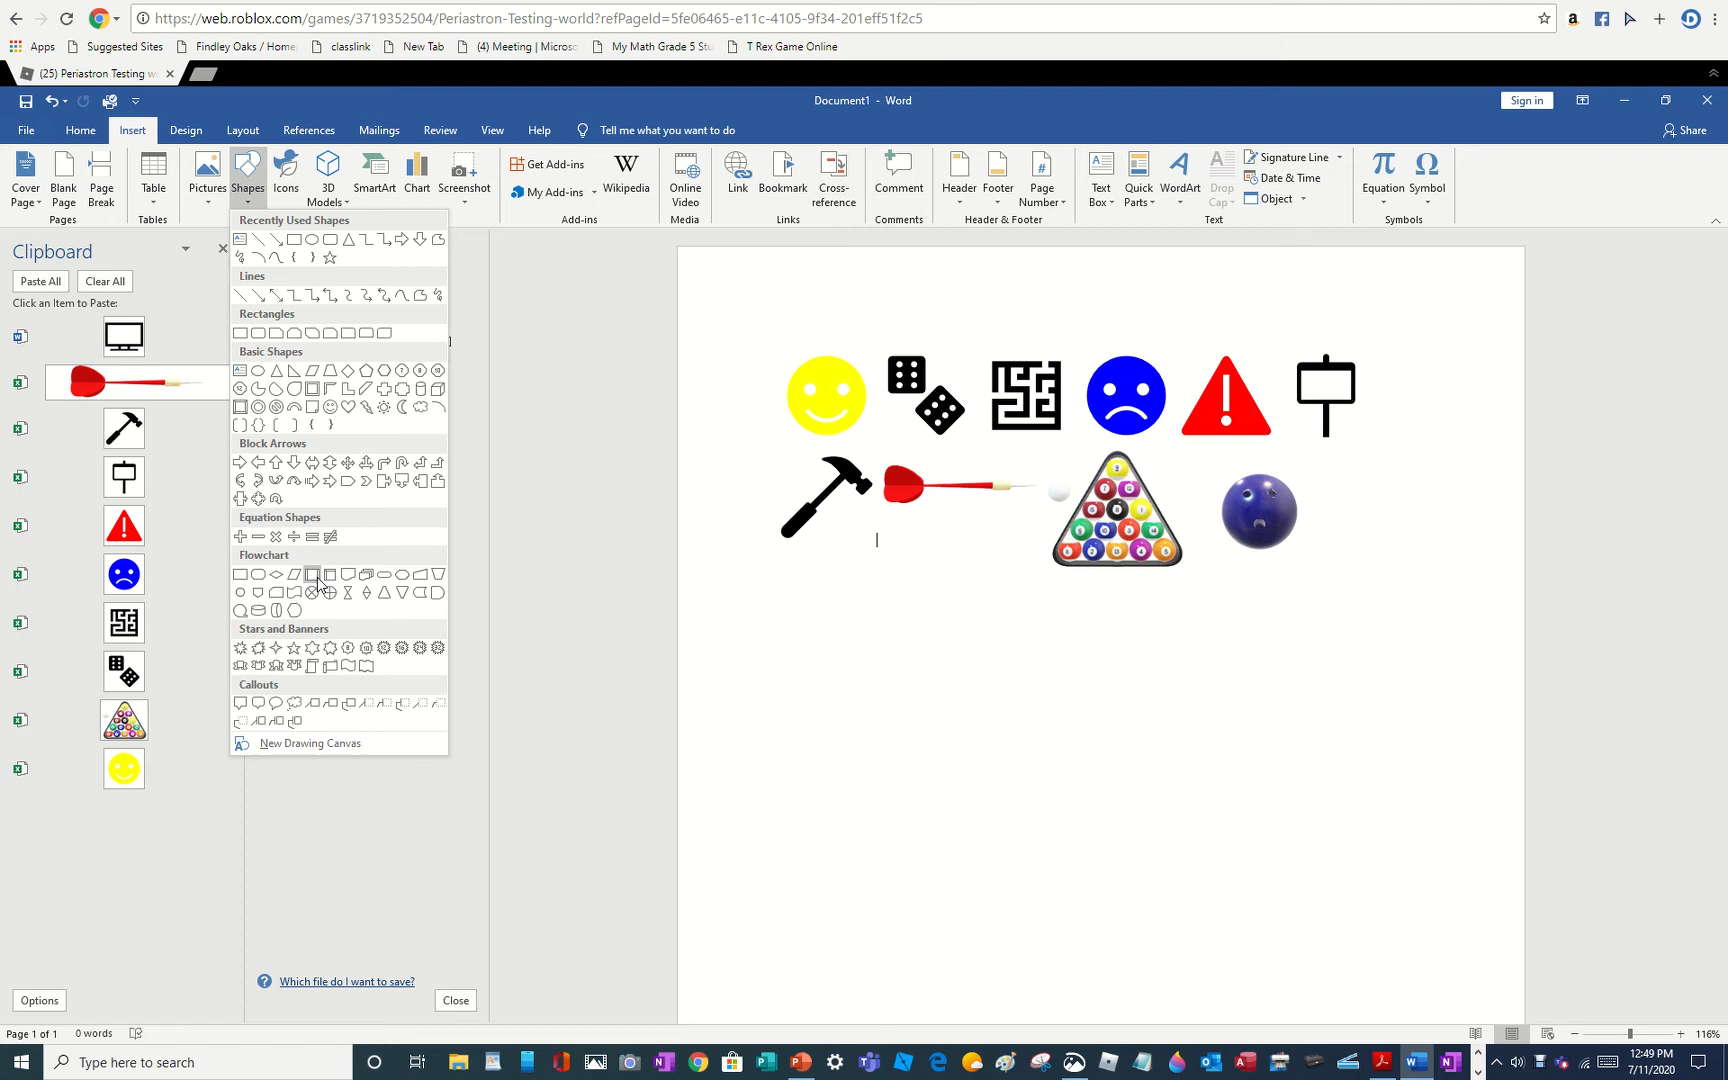 https://web.roblox.com/games/3719352504/Periastron-Testing-world?refPageId=5fe06465-e11c-4105-9f34-201eff51f2c5
Apps Suggested Sites Findley Oaks / Home classlink New Tab (4) Meeting | Microso My Math Grade 5 Stu T Rex Game Online
(25) Periastron Testing w
Document1 - Word Sign in
File Home Insert Design Layout References Mailings Review View Help Tell me what you want to do Share
Cover Page Blank Page Page Break Table Pictures Shapes Icons 3D Models SmartArt Chart Screenshot Get Add-ins My Add-ins Wikipedia Online Video Link Bookmark Cross-reference Comment Header Footer Page Number Text Box Quick Parts WordArt Drop Cap Signature Line Date & Time Object Equation Symbol
Pages Tables Add-ins Media Links Comments Header & Footer Text Symbols
Clipboard
Paste All Clear All
Click an Item to Paste:
Recently Used Shapes
Lines
Rectangles
Basic Shapes
Block Arrows
Equation Shapes
Flowchart
Stars and Banners
Callouts
New Drawing Canvas
Which file do I want to save?
Options Close
Page 1 of 1 0 words 116%
Type here to search
12:49 PM
7/11/2020